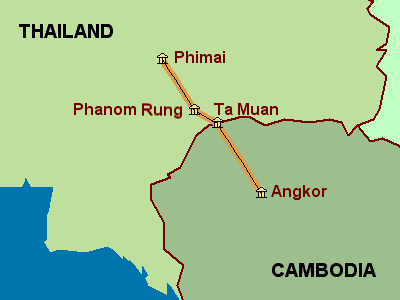 THAILAND
Phimai
Phanom Rung
Ta Muan
Angkor
CAMBODIA